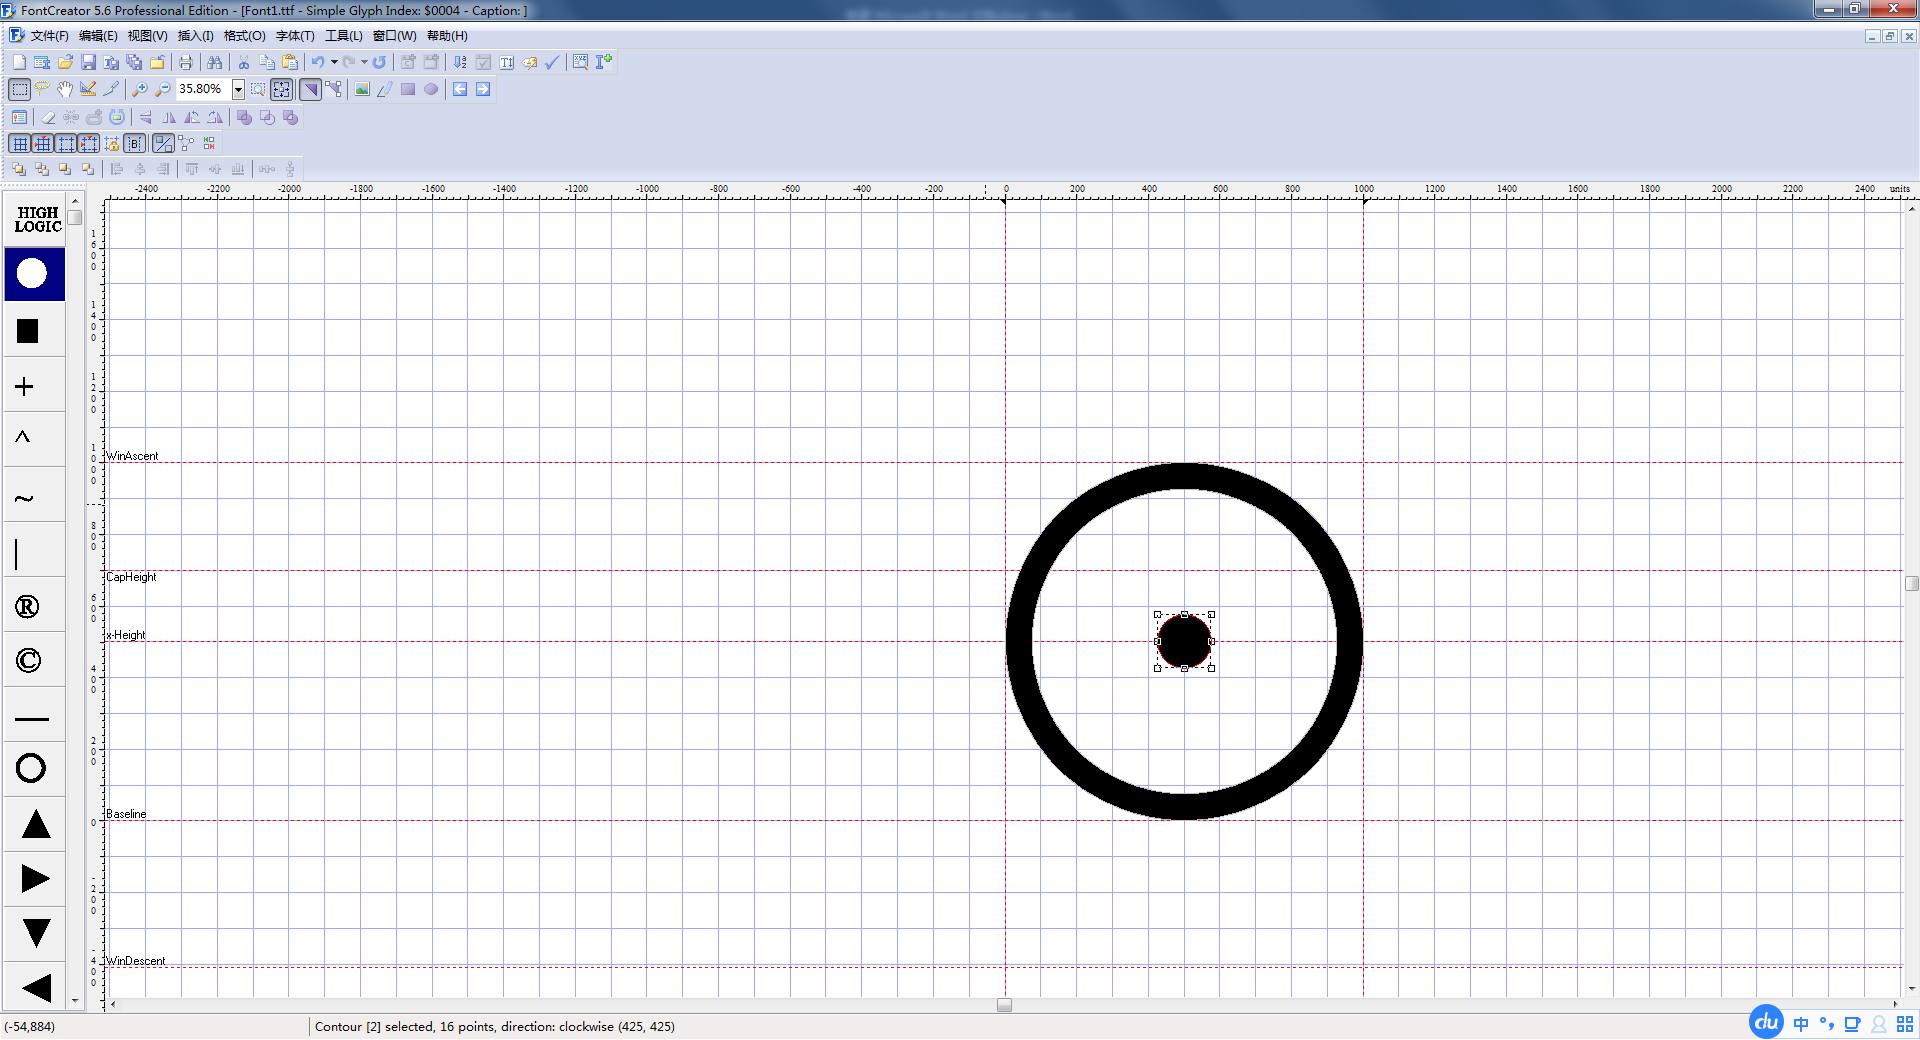 FontCreator 5.6 Professional Edition - [Font1.ttf - Simple Glyph Index: $0004 - Caption: ]
文件(F) 编辑(E) 视图(V) 插入(I) 格式(O) 字体(T) 工具(L) 窗口(W) 帮助(H)
35.80%
-2400 -2200 -2000 -1800 -1600 -1400 -1200 -1000 -800 -600 -400 -200 0 200 400 600 800 1000 1200 1400 1600 1800 2000 2200 2400 units
HIGH
LOGIC
+
^
~
|
®
©
1600
1400
1200
1000
800
600
400
200
0
-200
-400
WinAscent
CapHeight
x-Height
Baseline
WinDescent
(-54,884)
Contour [2] selected, 16 points, direction: clockwise (425, 425)
du 中 °,